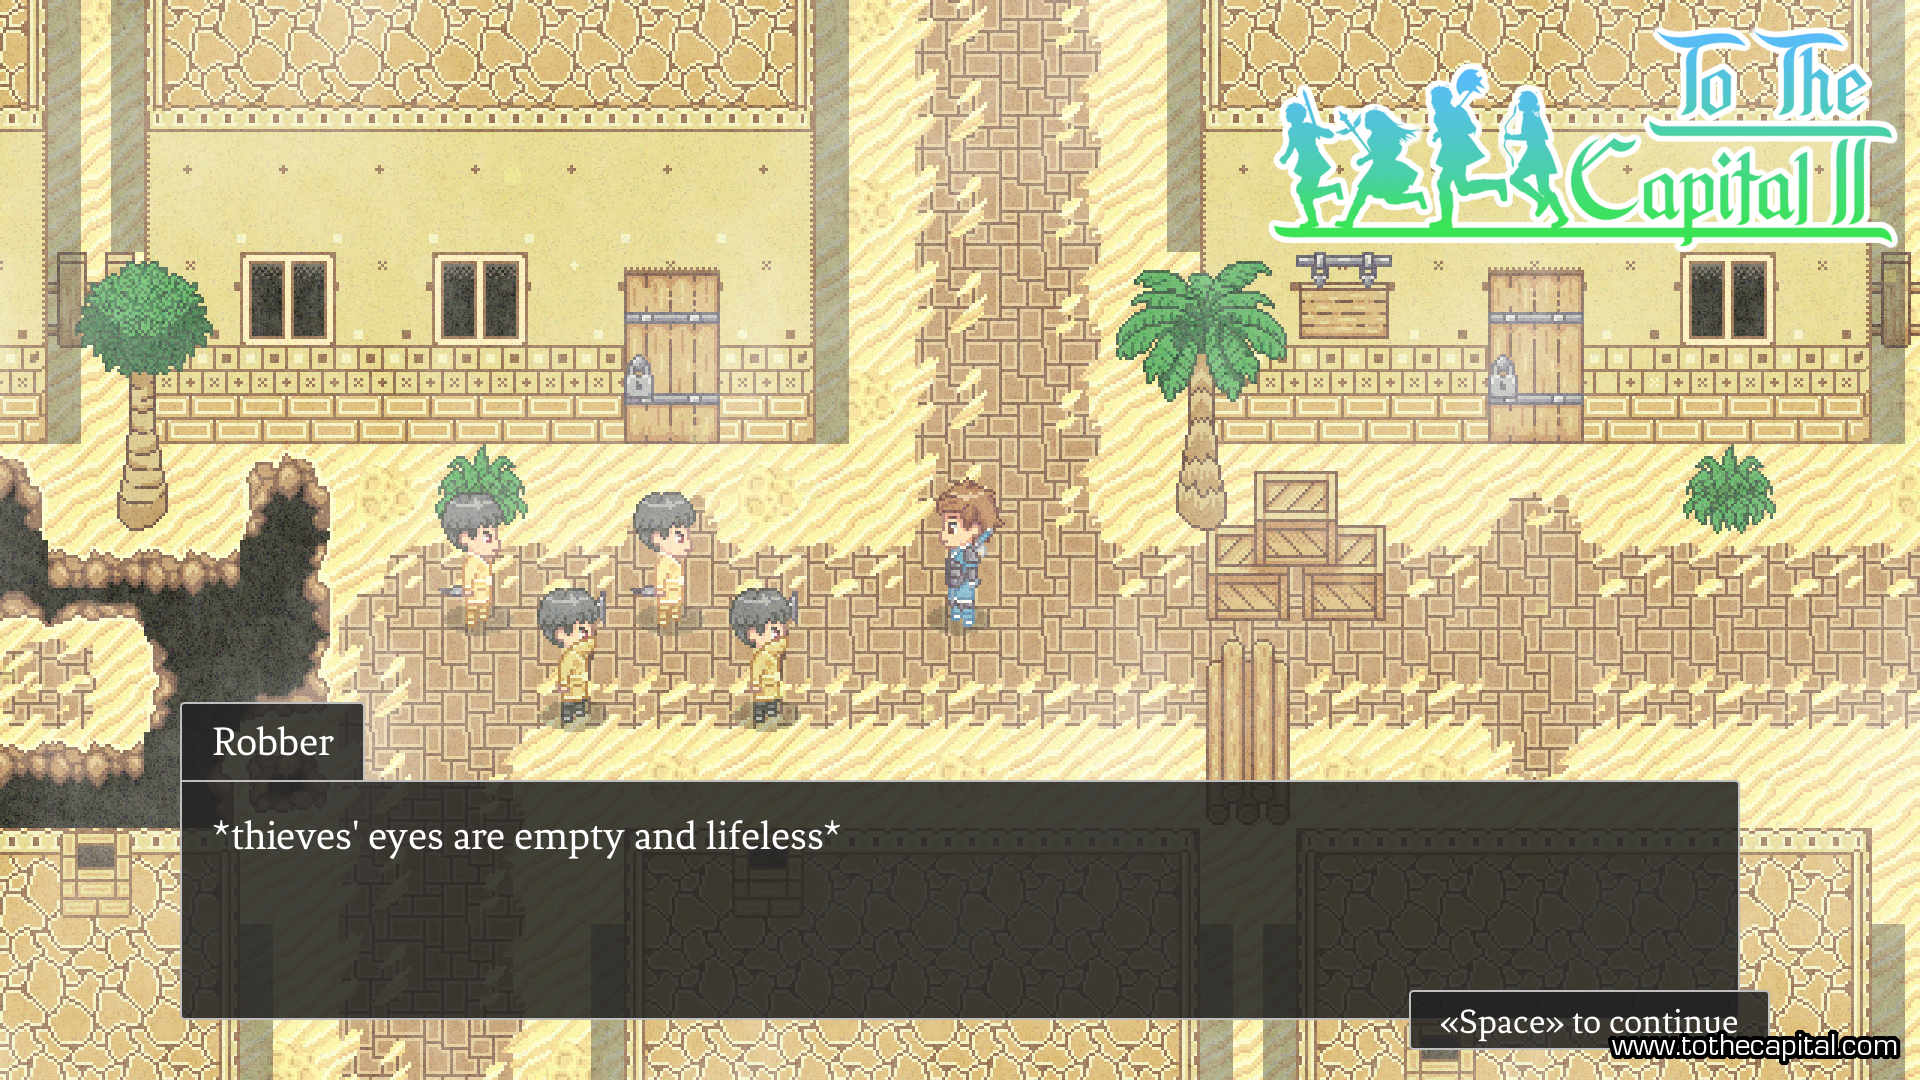 To The
Capital II
Robber
*thieves' eyes are empty and lifeless*
«Space» to continue
www.tothecapital.com